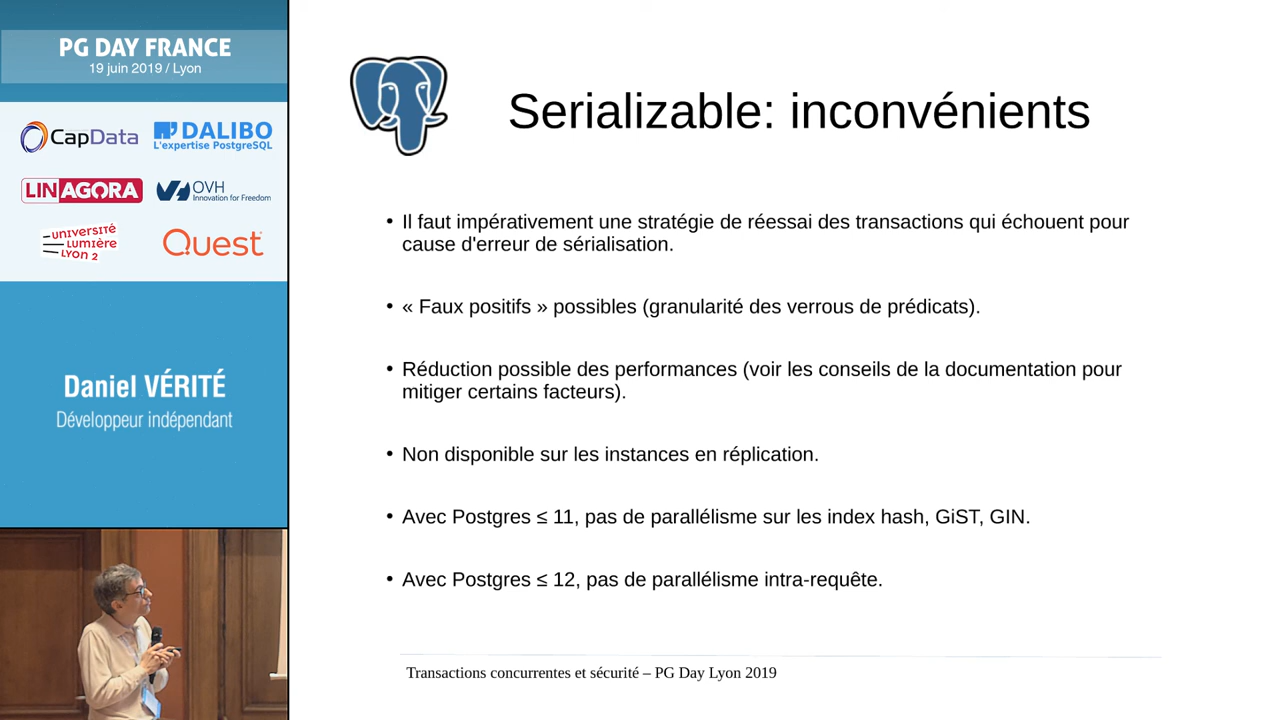 PG DAY FRANCE
19 juin 2019 / Lyon
CapData
DALIBO
L'expertise PostgreSQL
LINAGORA
OVH
Innovation for Freedom
UNIVERSITÉ
LUMIÈRE
LYON 2
Quest
Daniel VÉRITÉ
Développeur indépendant
Serializable: inconvénients
• Il faut impérativement une stratégie de réessai des transactions qui échouent pour
cause d'erreur de sérialisation.
• « Faux positifs » possibles (granularité des verrous de prédicats).
• Réduction possible des performances (voir les conseils de la documentation pour
mitiger certains facteurs).
• Non disponible sur les instances en réplication.
• Avec Postgres ≤ 11, pas de parallélisme sur les index hash, GiST, GIN.
• Avec Postgres ≤ 12, pas de parallélisme intra-requête.
Transactions concurrentes et sécurité – PG Day Lyon 2019